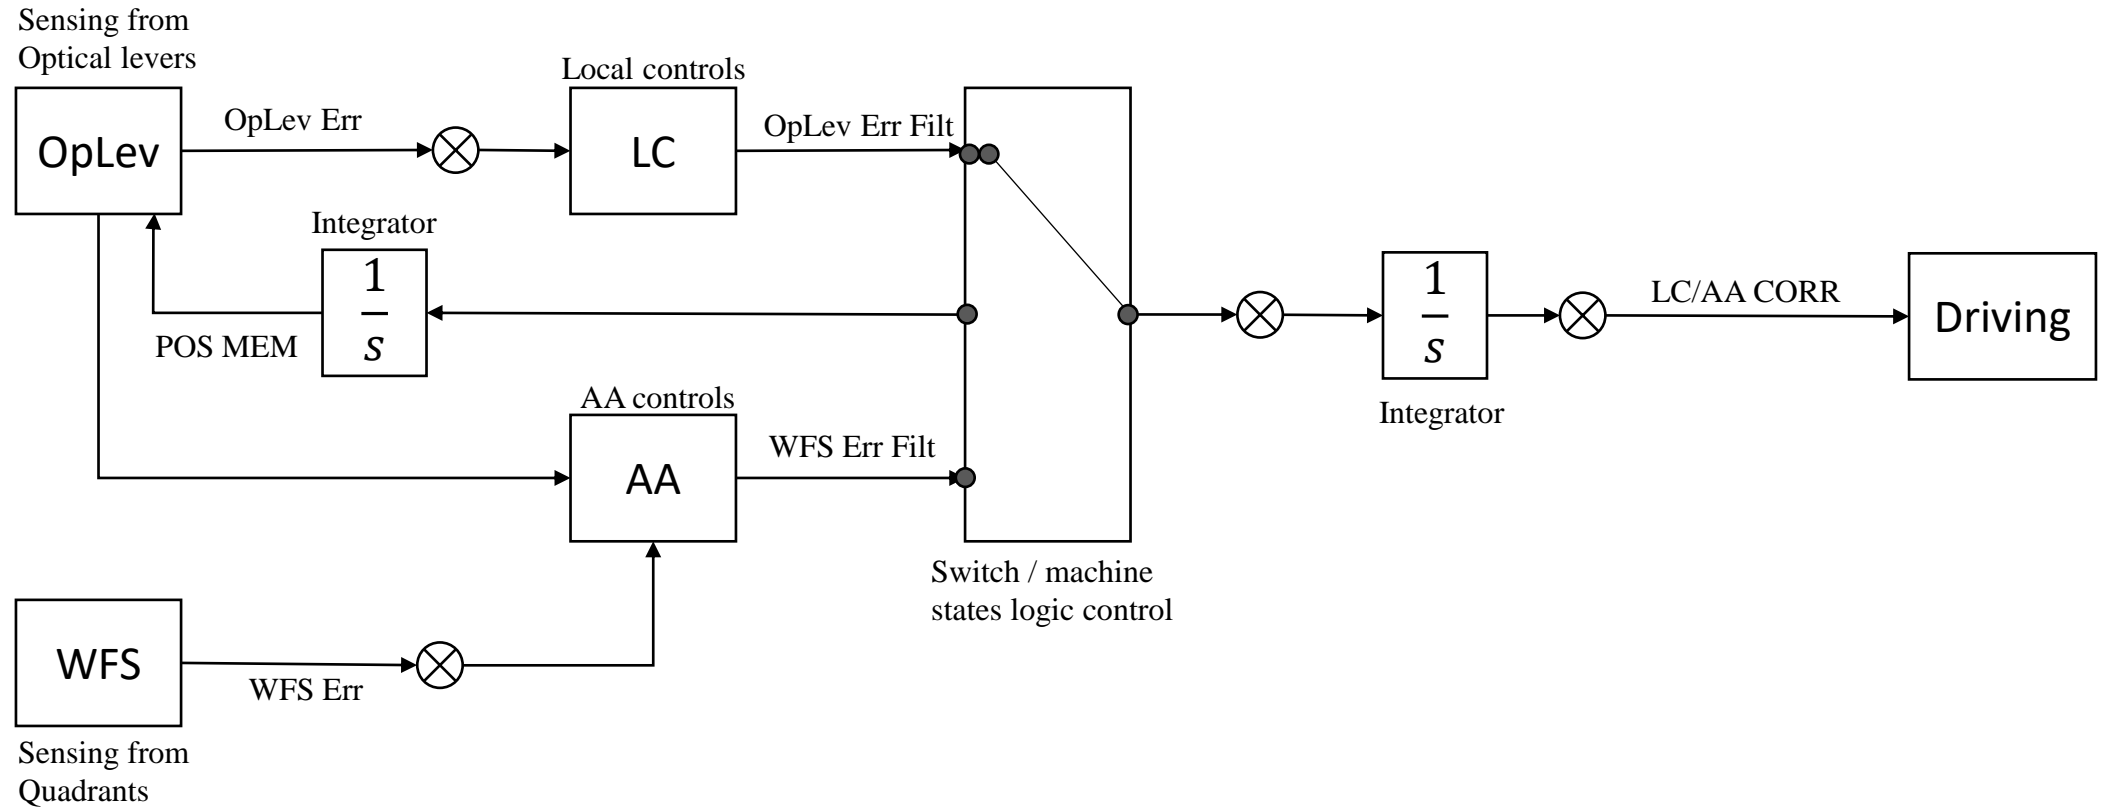 Sensing from
Optical levers
OpLev
OpLev Err
Local controls
LC
OpLev Err Filt
Integrator
1
s
POS MEM
AA controls
AA
WFS Err Filt
Switch / machine
states logic control
1
s
Integrator
LC/AA CORR
Driving
WFS
WFS Err
Sensing from
Quadrants